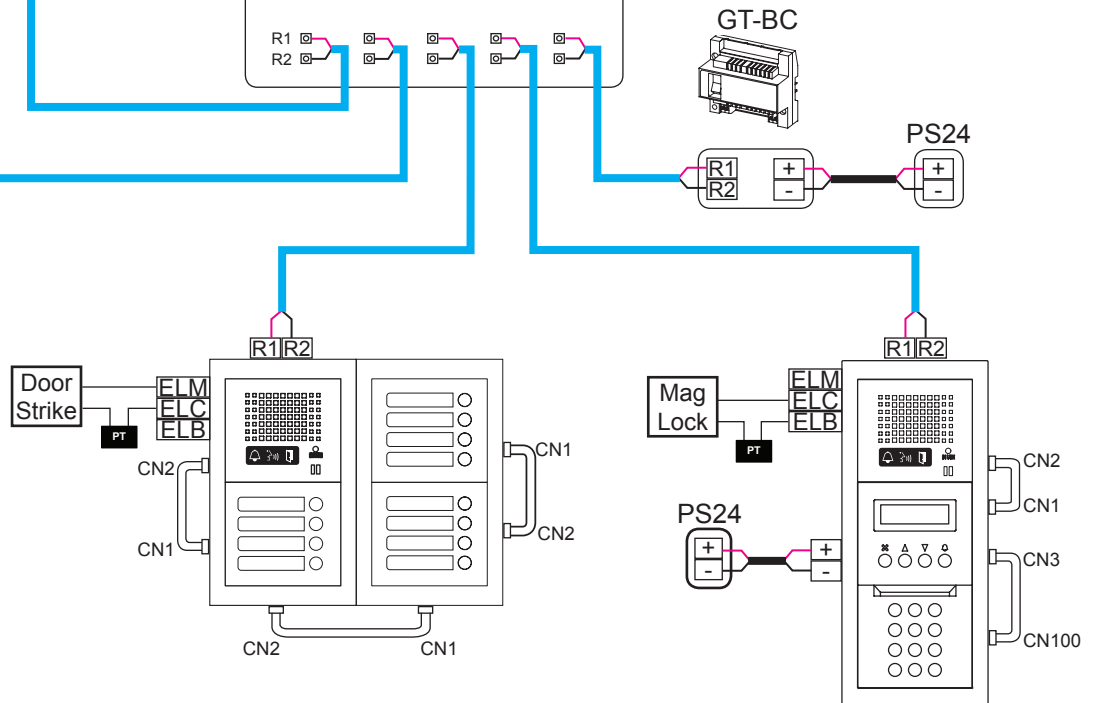 GT-BC
R1
R2
PS24
R1 +
R2 -
+
-
R1 R2
R1 R2
Door
Strike
PT
ELM
ELC
ELB
Mag
Lock
PT
ELM
ELC
ELB
CN2
CN1
CN1
CN2
CN2
CN1
PS24
+
-
+
-
CN2
CN1
CN3
CN100